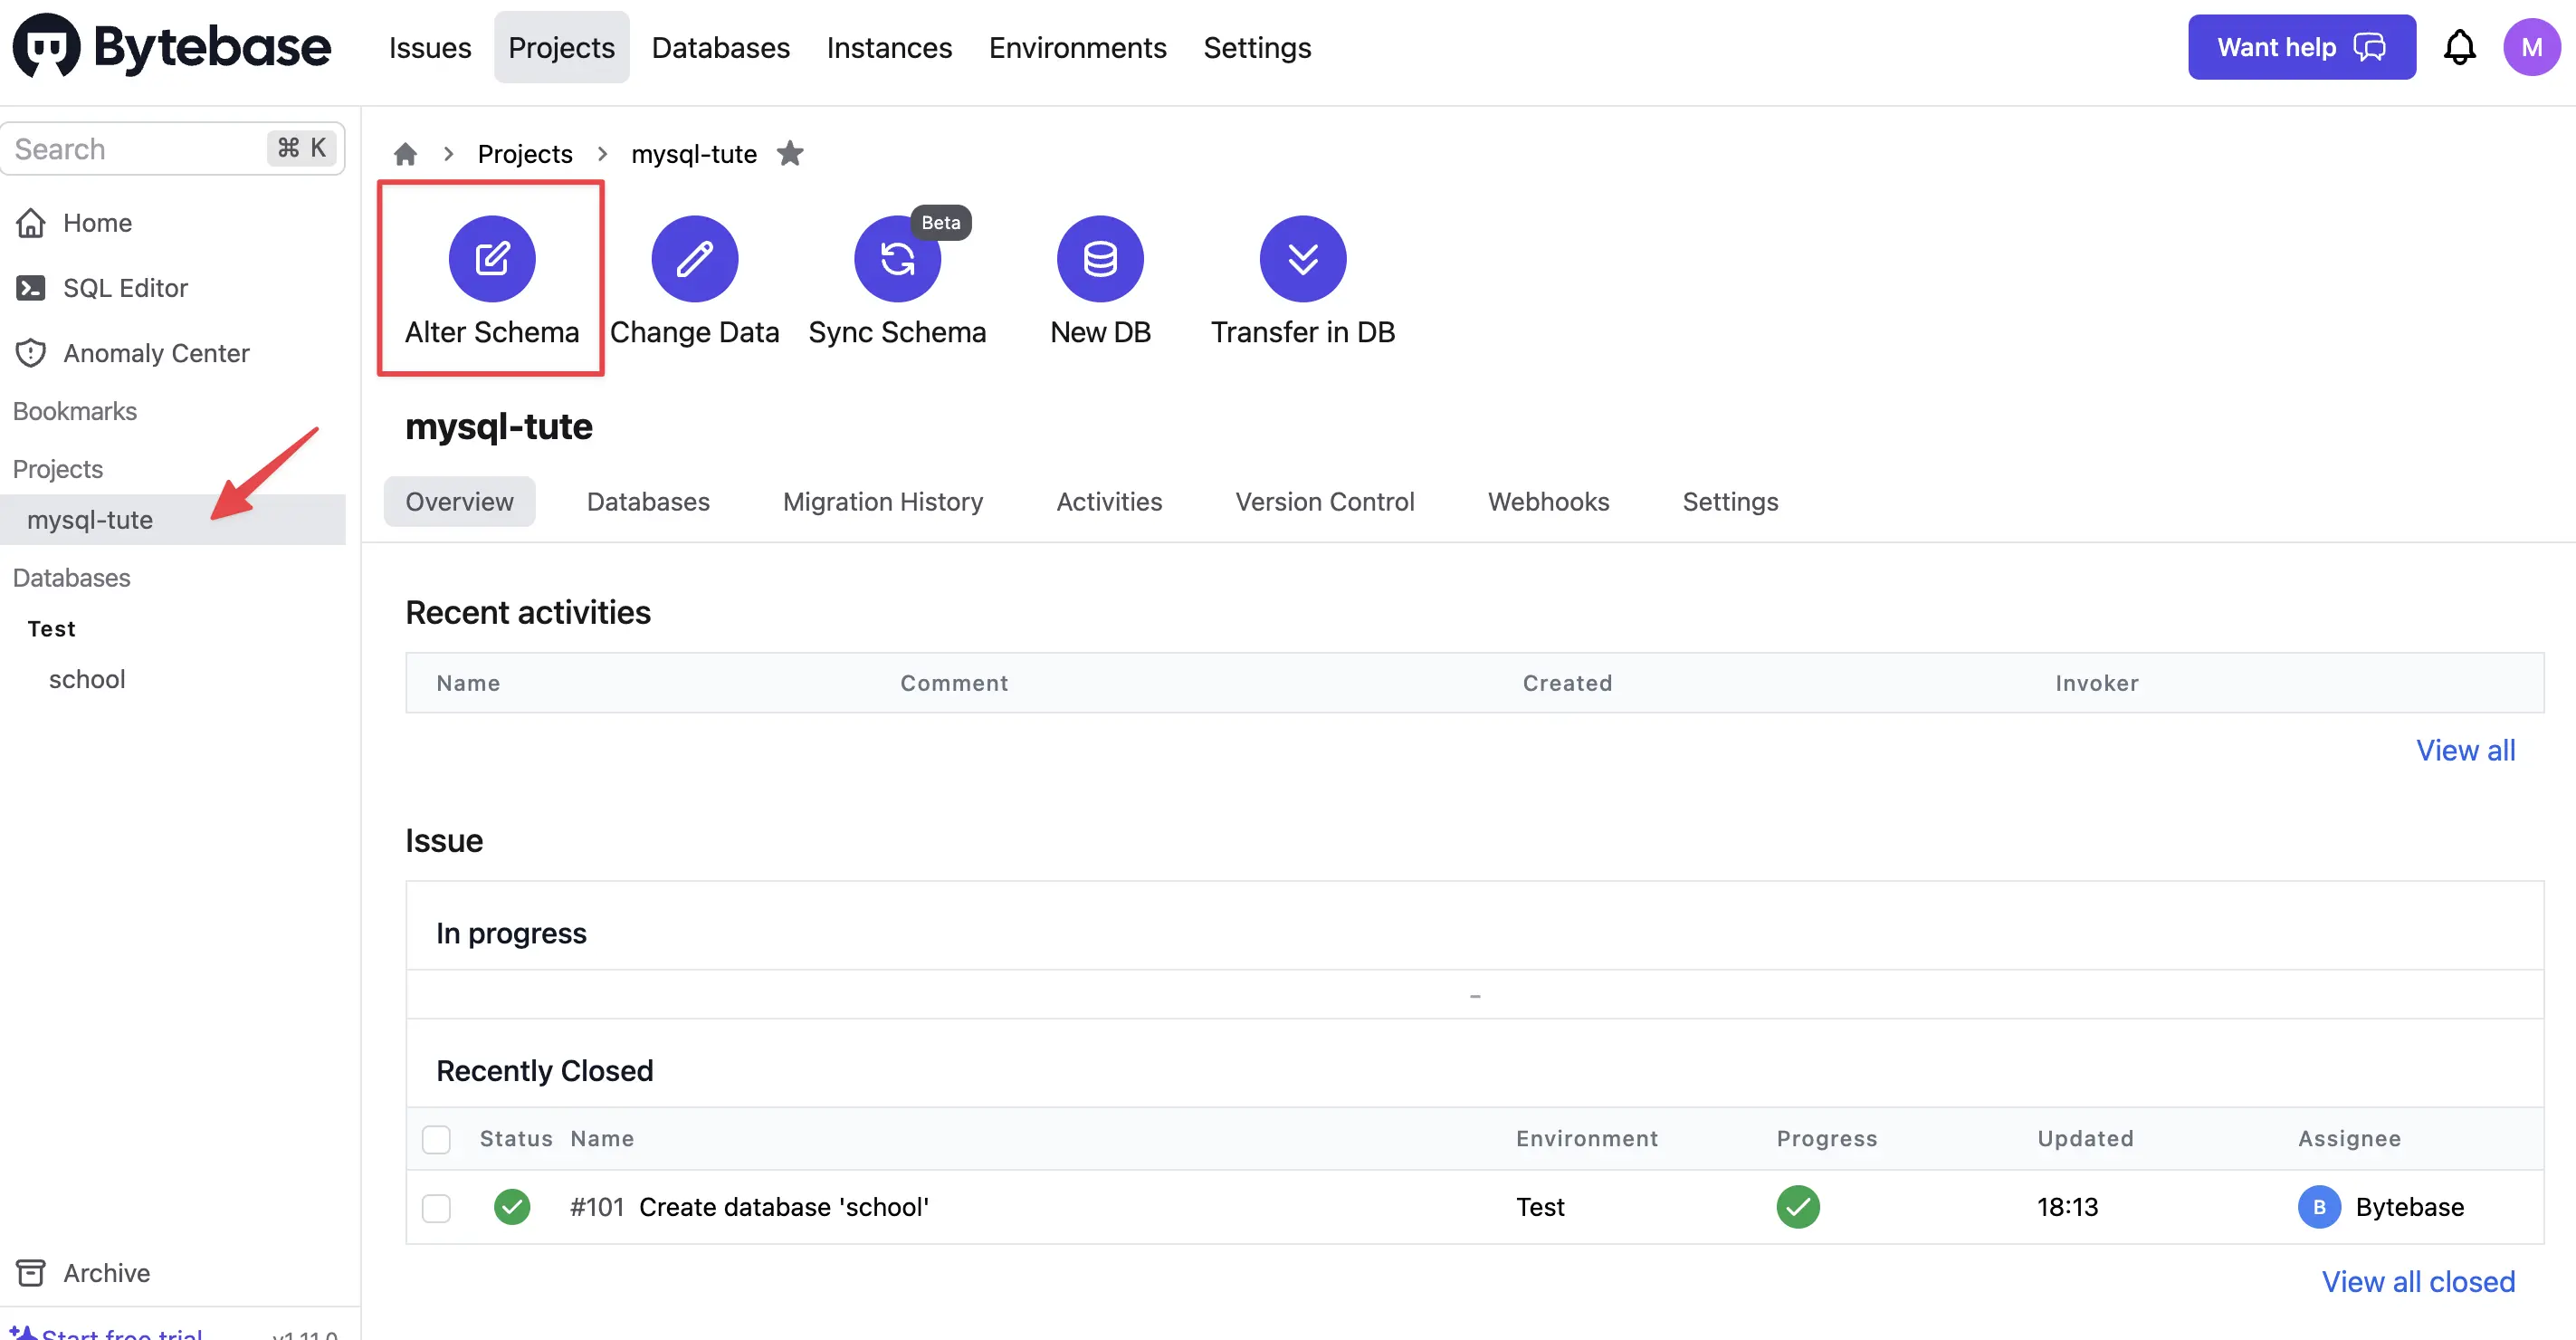 Bytebase
Issues Projects Databases Instances Environments Settings
Want help
M
Search ⌘ K
Home
SQL Editor
Anomaly Center
Bookmarks
Projects
mysql-tute
Databases
Test
school
Archive
Start free trial v1.11.0
Projects > mysql-tute
Beta
Alter Schema Change Data Sync Schema New DB Transfer in DB
mysql-tute
Overview Databases Migration History Activities Version Control Webhooks Settings
Recent activities
Name Comment Created Invoker
View all
Issue
In progress
-
Recently Closed
Status Name Environment Progress Updated Assignee
#101 Create database 'school' Test 18:13 B Bytebase
View all closed